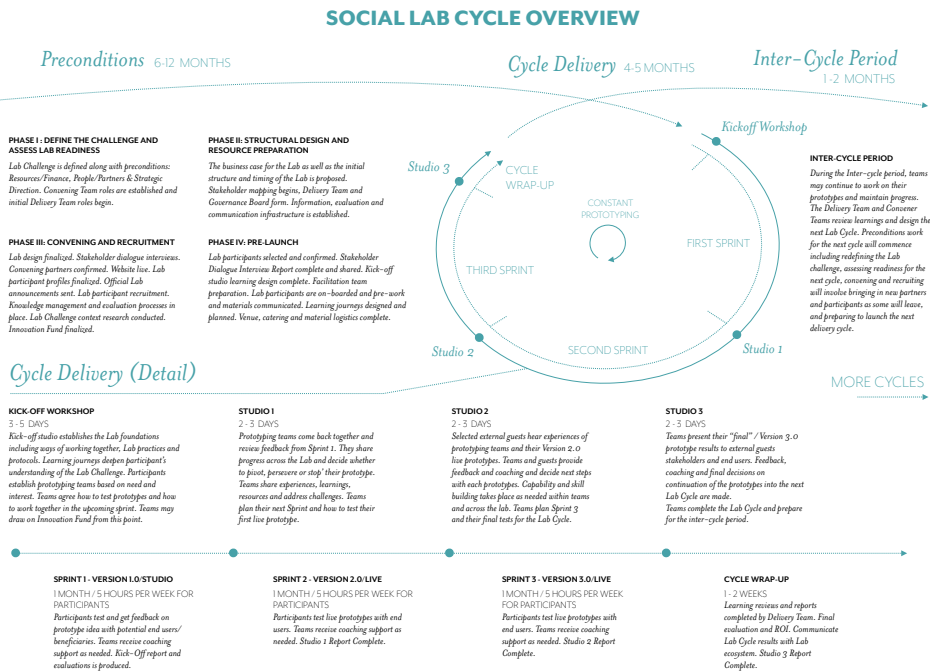 SOCIAL LAB CYCLE OVERVIEW
Preconditions 6-12 MONTHS
Cycle Delivery 4-5 MONTHS
Inter-Cycle Period
1-2 MONTHS
PHASE I : DEFINE THE CHALLENGE AND
ASSESS LAB READINESS
Lab Challenge is defined along with preconditions:
Resources/Finance, People/Partners & Strategic
Direction. Convening Team roles are established and
initial Delivery Team roles begin.
PHASE II: STRUCTURAL DESIGN AND
RESOURCE PREPARATION
The business case for the Lab as well as the initial
structure and timing of the Lab is proposed.
Stakeholder mapping begins, Delivery Team and
Governance Board form. Information, evaluation and
communication infrastructure is established.
PHASE III: CONVENING AND RECRUITMENT
Lab design finalized. Stakeholder dialogue interviews.
Convening partners confirmed. Website live. Lab
participant profiles finalized. Official Lab
announcements sent. Lab participant recruitment.
Knowledge management and evaluation processes in
place. Lab Challenge context research conducted.
Innovation Fund finalized.
PHASE IV: PRE-LAUNCH
Lab participants selected and confirmed. Stakeholder
Dialogue Interview Report complete and shared. Kick-off
studio learning design complete. Facilitation team
preparation. Lab participants are on-boarded and pre-work
and materials communicated. Learning journeys designed and
planned. Venue, catering and material logistics complete.
Kickoff Workshop
Studio 3
CYCLE
WRAP-UP
CONSTANT
PROTOTYPING
FIRST SPRINT
THIRD SPRINT
SECOND SPRINT
Studio 2
Studio 1
INTER-CYCLE PERIOD
During the Inter-cycle period, teams
may continue to work on their
prototypes and maintain progress.
The Delivery Team and Convener
Teams review learnings and design the
next Lab Cycle. Preconditions work
for the next cycle will commence
including redefining the Lab
challenge, assessing readiness for the
next cycle, convening and recruiting
will involve bringing in new partners
and participants as some will leave,
and preparing to launch the next
delivery cycle.
MORE CYCLES
Cycle Delivery (Detail)
KICK-OFF WORKSHOP
3-5 DAYS
Kick-off studio establishes the Lab foundations
including ways of working together, Lab practices and
protocols. Learning journeys deepen participant's
understanding of the Lab Challenge. Participants
establish prototyping teams based on need and
interest. Teams agree how to test prototypes and how
to work together in the upcoming sprint. Teams may
draw on Innovation Fund from this point.
STUDIO 1
2-3 DAYS
Prototyping teams come back together and
review feedback from Sprint 1. They share
progress across the Lab and decide whether
to pivot, persevere or stop' their prototype.
Teams share experiences, learnings,
resources and address challenges. Teams
plan their next Sprint and how to test their
first live prototype.
STUDIO 2
2-3 DAYS
Selected external guests hear experiences of
prototyping teams and their Version 2.0
live prototypes. Teams and guests provide
feedback and coaching and decide next steps
with each prototypes. Capability and skill
building takes place as needed within teams
and across the lab. Teams plan Sprint 3
and their final tests for the Lab Cycle.
STUDIO 3
2-3 DAYS
Teams present their "final" / Version 3.0
prototype results to external guests
stakeholders and end users. Feedback,
coaching and final decisions on
continuation of the prototypes into the next
Lab Cycle are made.
Teams complete the Lab Cycle and prepare
for the inter-cycle period.
SPRINT 1 - VERSION 1.0/STUDIO
1 MONTH / 5 HOURS PER WEEK FOR
PARTICIPANTS
Participants test and get feedback on
prototype idea with potential end users/
beneficiaries. Teams receive coaching
support as needed. Kick-Off report and
evaluations is produced.
SPRINT 2 - VERSION 2.0/LIVE
1 MONTH / 5 HOURS PER WEEK FOR
PARTICIPANTS
Participants test live prototypes with end
users. Teams receive coaching support as
needed. Studio 1 Report Complete.
SPRINT 3 - VERSION 3.0/LIVE
1 MONTH / 5 HOURS PER WEEK
FOR PARTICIPANTS
Participants test live prototypes with
end users. Teams receive coaching
support as needed. Studio 2 Report
Complete.
CYCLE WRAP-UP
1-2 WEEKS
Learning reviews and reports
completed by Delivery Team. Final
evaluation and ROI. Communicate
Lab Cycle results with Lab
ecosystem. Studio 3 Report
Complete.